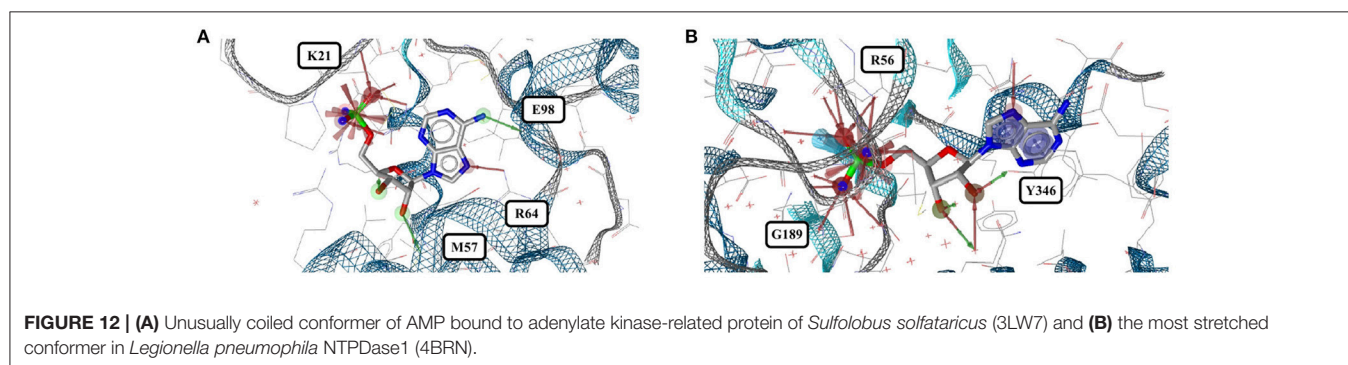 A
B
K21
R56
E98
Y346
R64
G189
M57
FIGURE 12 | (A) Unusually coiled conformer of AMP bound to adenylate kinase-related protein of Sulfolobus solfataricus (3LW7) and (B) the most stretched
conformer in Legionella pneumophila NTPDase1 (4BRN).